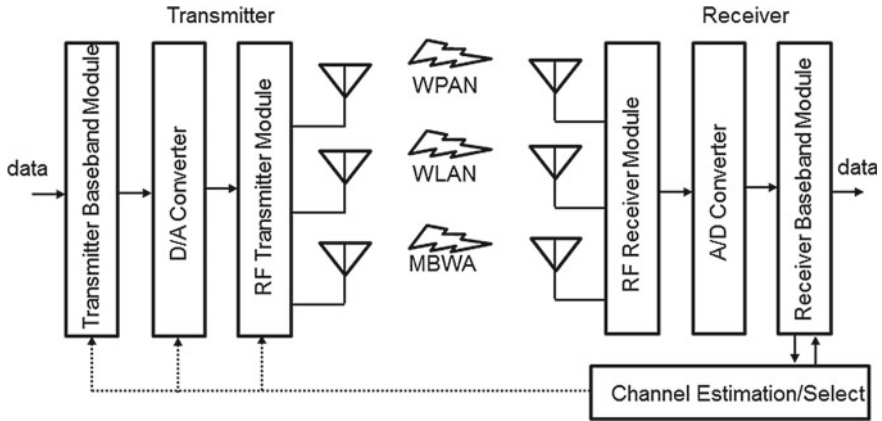 Transmitter
Receiver
data
Transmitter Baseband Module
D/A Converter
RF Transmitter Module
WPAN
WLAN
MBWA
RF Receiver Module
A/D Converter
Receiver Baseband Module
data
Channel Estimation/Select